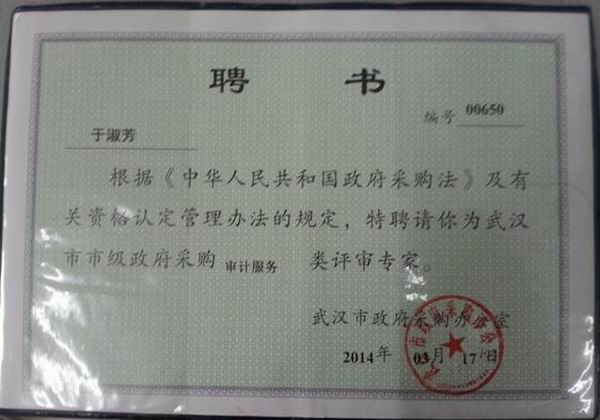 聘 书
编号 00650
于淑芳
根据《中华人民共和国政府采购法》及有
关资格认定管理办法的规定，特聘请你为武汉
市市级政府采购 审计服务 类评审专家。
武汉市政府采购办公室
2014年 03月 17日